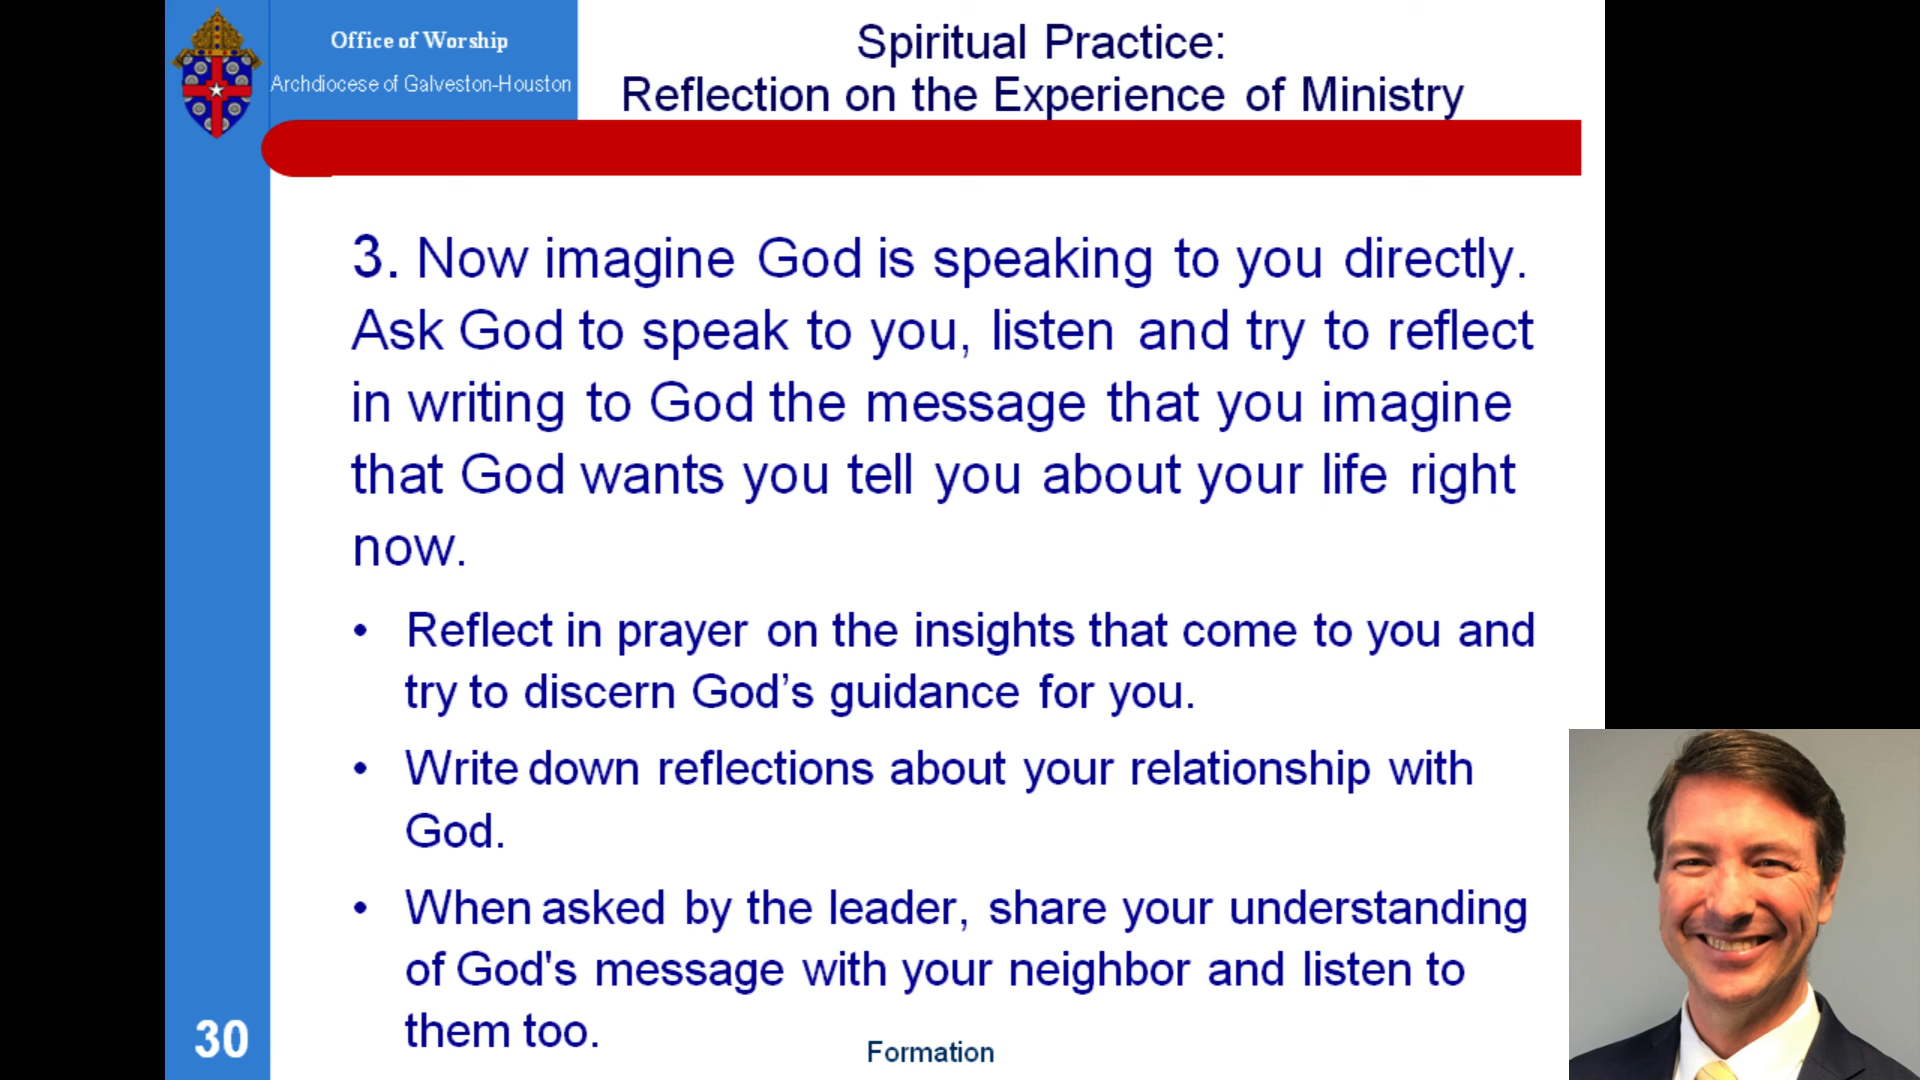 Office of Worship
Archdiocese of Galveston-Houston
Spiritual Practice:
Reflection on the Experience of Ministry
3. Now imagine God is speaking to you directly.
Ask God to speak to you, listen and try to reflect
in writing to God the message that you imagine
that God wants you tell you about your life right
now.
• Reflect in prayer on the insights that come to you and
try to discern God’s guidance for you.
• Write down reflections about your relationship with
God.
• When asked by the leader, share your understanding
of God's message with your neighbor and listen to
them too.
30
Formation